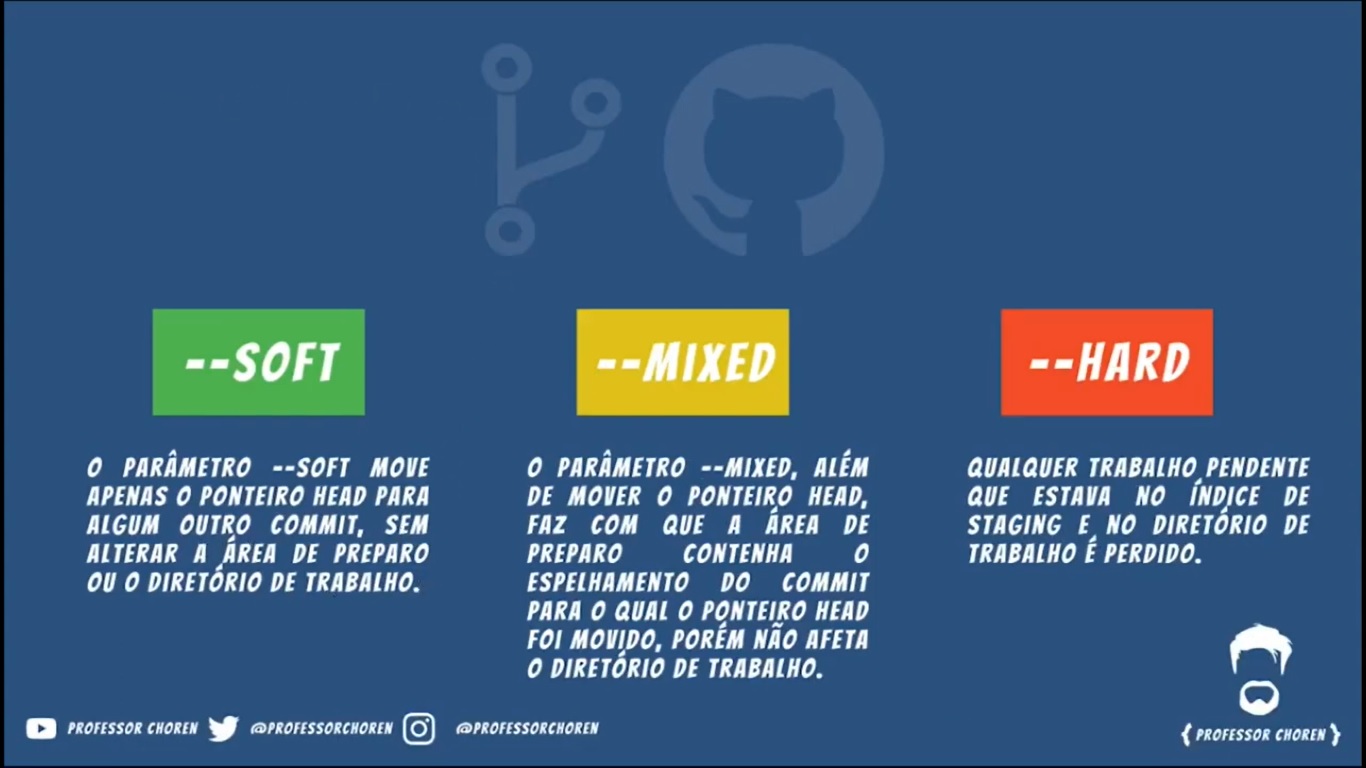 --SOFT
O PARÂMETRO --SOFT MOVE
APENAS O PONTEIRO HEAD PARA
ALGUM OUTRO COMMIT, SEM
ALTERAR A ÁREA DE PREPARO
OU O DIRETÓRIO DE TRABALHO.
--MIXED
O PARÂMETRO --MIXED, ALÉM
DE MOVER O PONTEIRO HEAD,
FAZ COM QUE A ÁREA DE
PREPARO CONTENHA O
ESPELHAMENTO DO COMMIT
PARA O QUAL O PONTEIRO HEAD
FOI MOVIDO, PORÉM NÃO AFETA
O DIRETÓRIO DE TRABALHO.
--HARD
QUALQUER TRABALHO PENDENTE
QUE ESTAVA NO ÍNDICE DE
STAGING E NO DIRETÓRIO DE
TRABALHO É PERDIDO.
PROFESSOR CHOREN @PROFESSORCHOREN @PROFESSORCHOREN
{ PROFESSOR CHOREN }